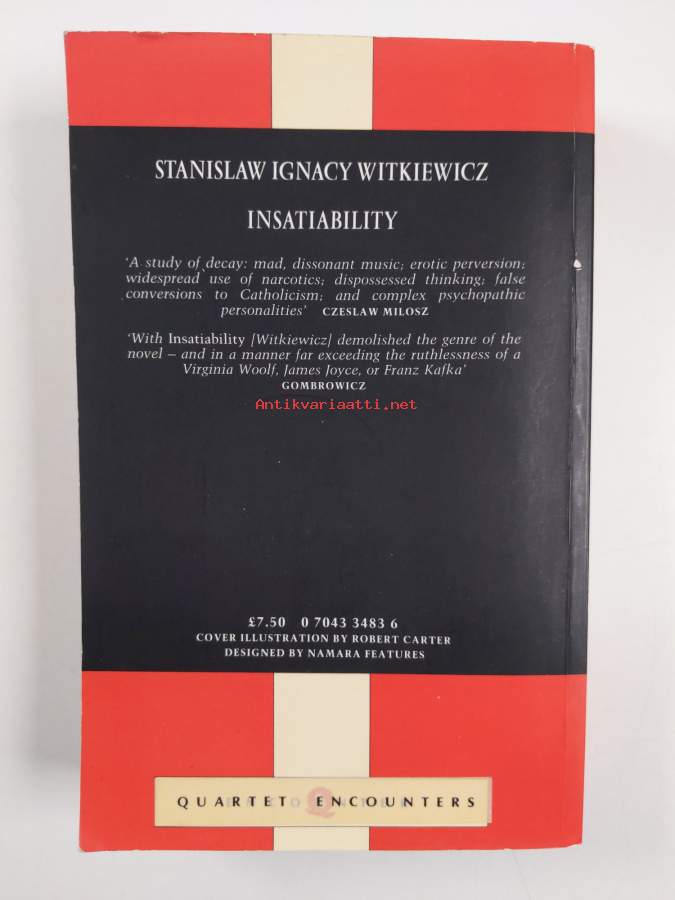 STANISLAW IGNACY WITKIEWICZ
INSATIABILITY
'A study of decay: mad, dissonant music; erotic perversion;
widespread use of narcotics; dispossessed thinking; false
conversions to Catholicism; and complex psychopathic
personalities' CZESLAW MILOSZ
'With Insatiability [Witkiewicz] demolished the genre of the
novel – and in a manner far exceeding the ruthlessness of a
Virginia Woolf, James Joyce, or Franz Kafka'
GOMBROWICZ
Antikvariaatti.net
£7.50 0 7043 3483 6
COVER ILLUSTRATION BY ROBERT CARTER
DESIGNED BY NAMARA FEATURES
QUARTET ENCOUNTERS